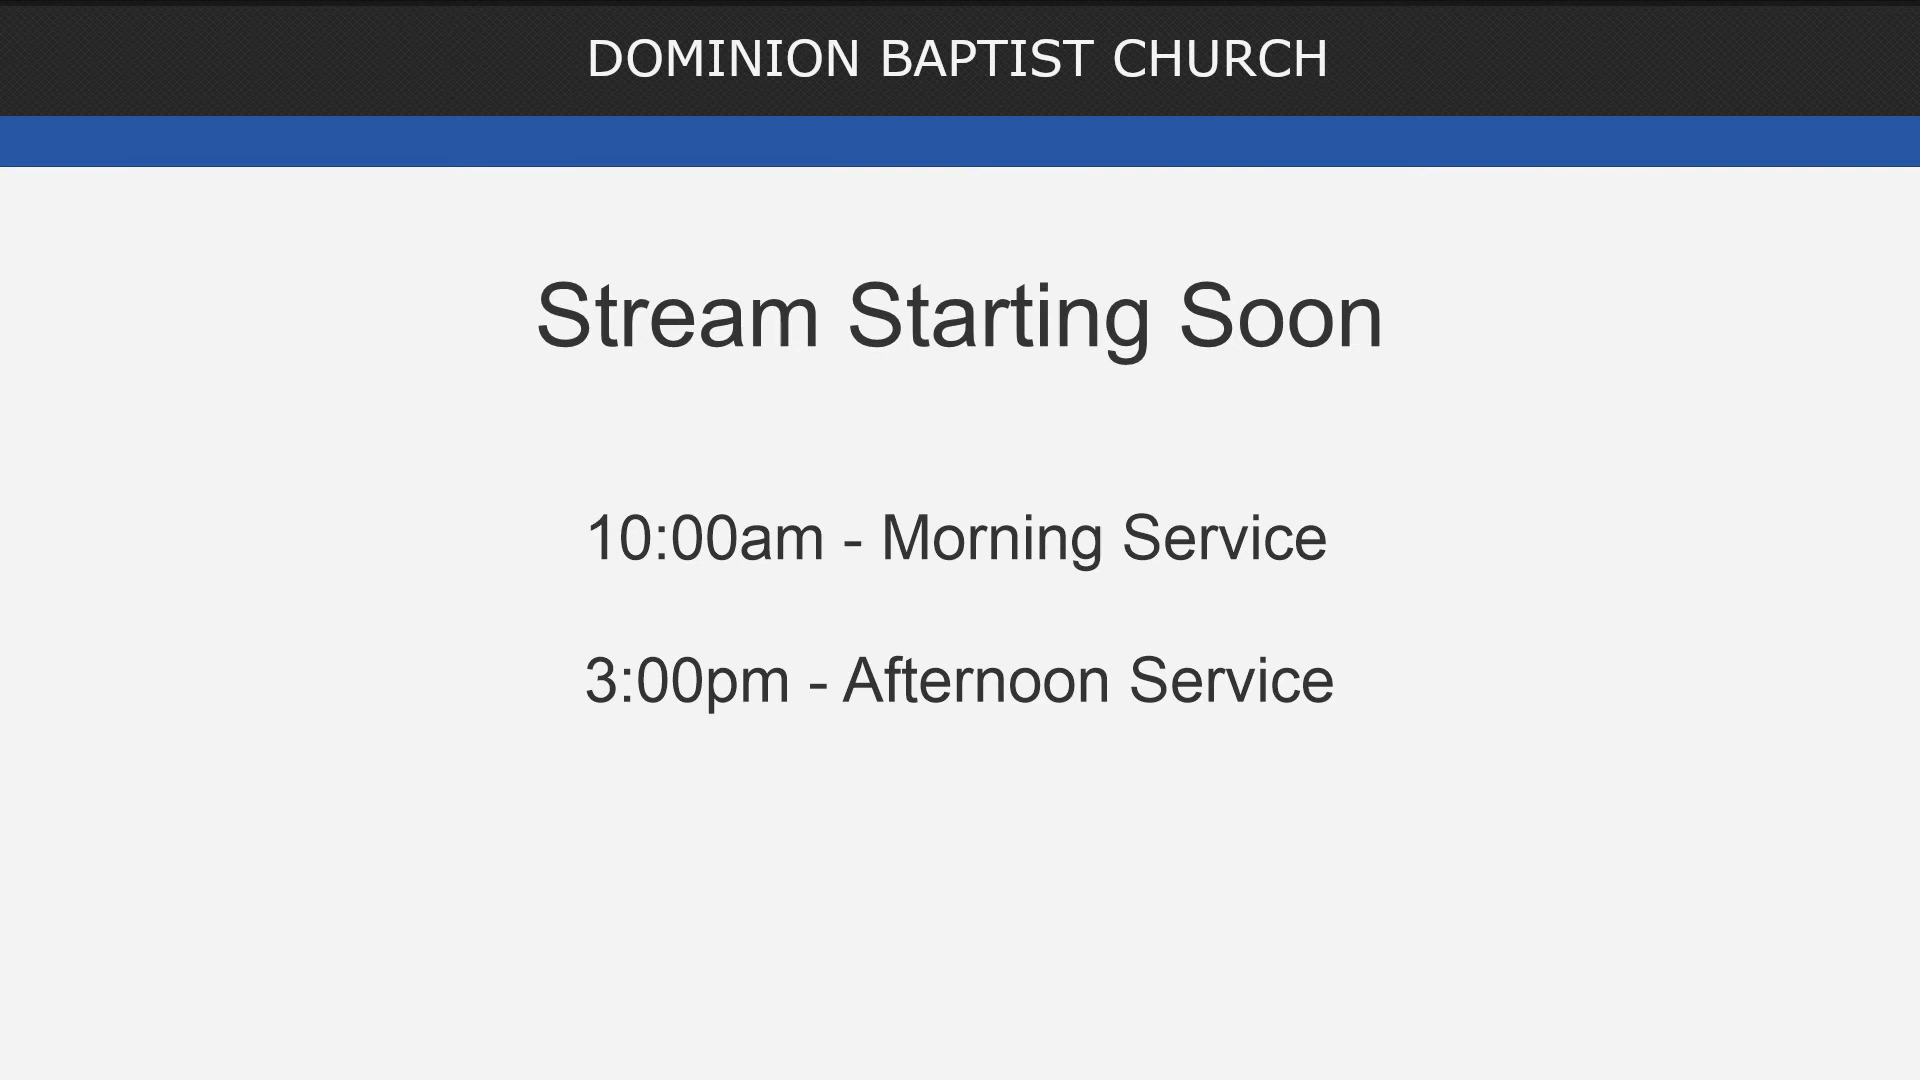 DOMINION BAPTIST CHURCH
Stream Starting Soon
10:00am - Morning Service
3:00pm - Afternoon Service